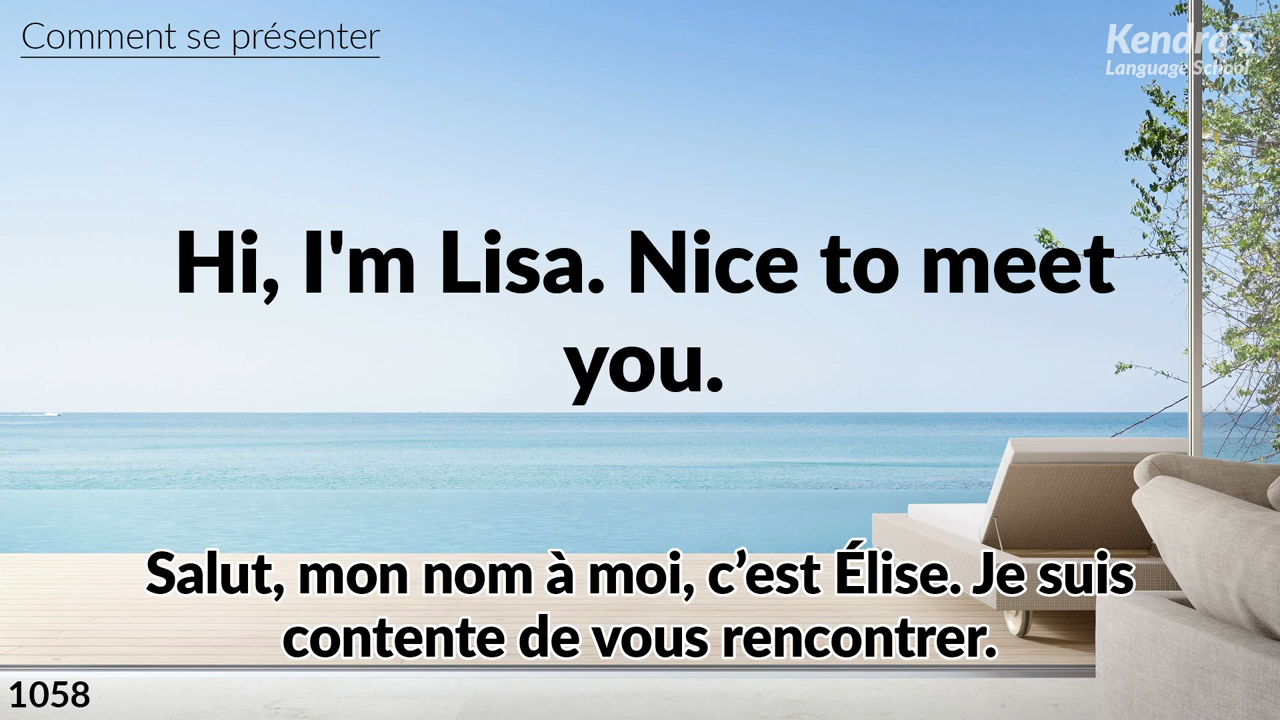 Comment se présenter
Kendra's
Language School
Hi, I'm Lisa. Nice to meet
you.
Salut, mon nom à moi, c’est Élise. Je suis
contente de vous rencontrer.
1058